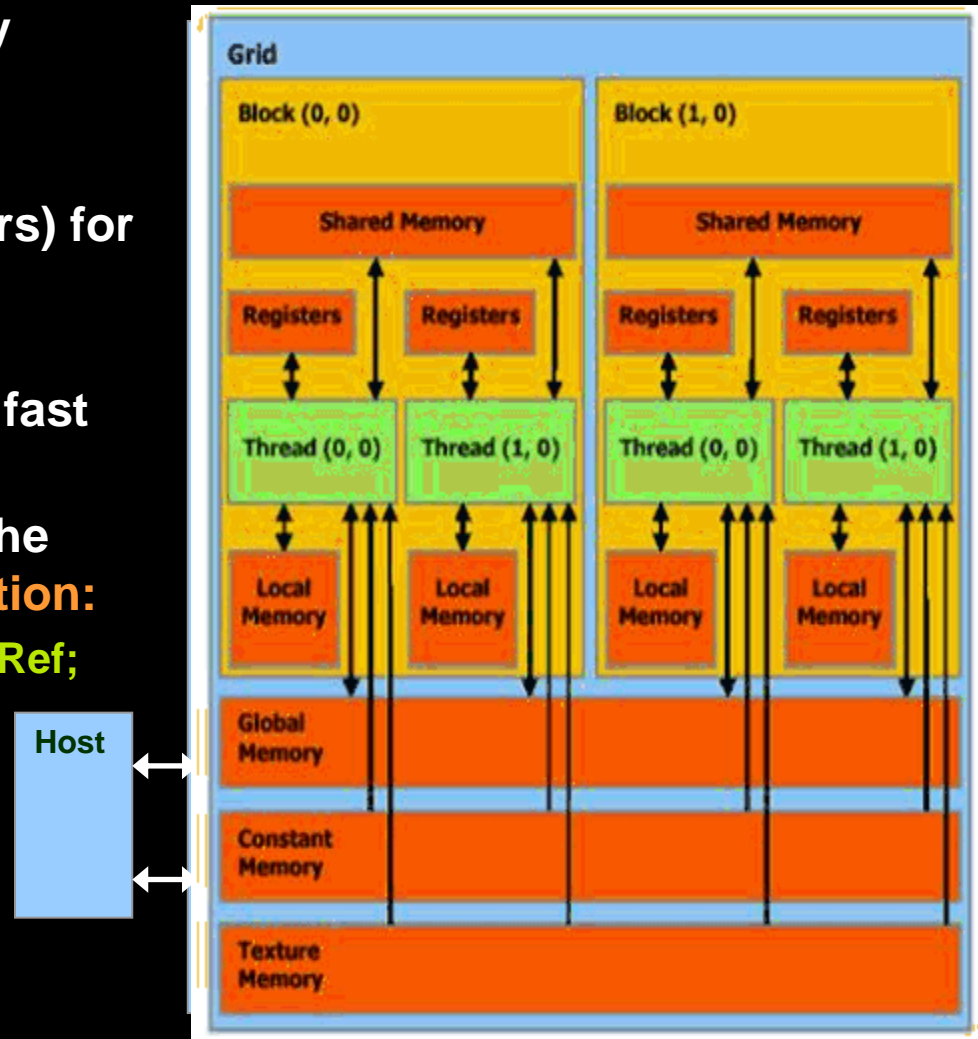 y
rs) for
fast
he
tion:
Ref;
Host
Grid
Block (0, 0)
Block (1, 0)
Shared Memory
Shared Memory
Registers
Registers
Registers
Registers
Thread (0, 0)
Thread (1, 0)
Thread (0, 0)
Thread (1, 0)
Local
Memory
Local
Memory
Local
Memory
Local
Memory
Global
Memory
Constant
Memory
Texture
Memory